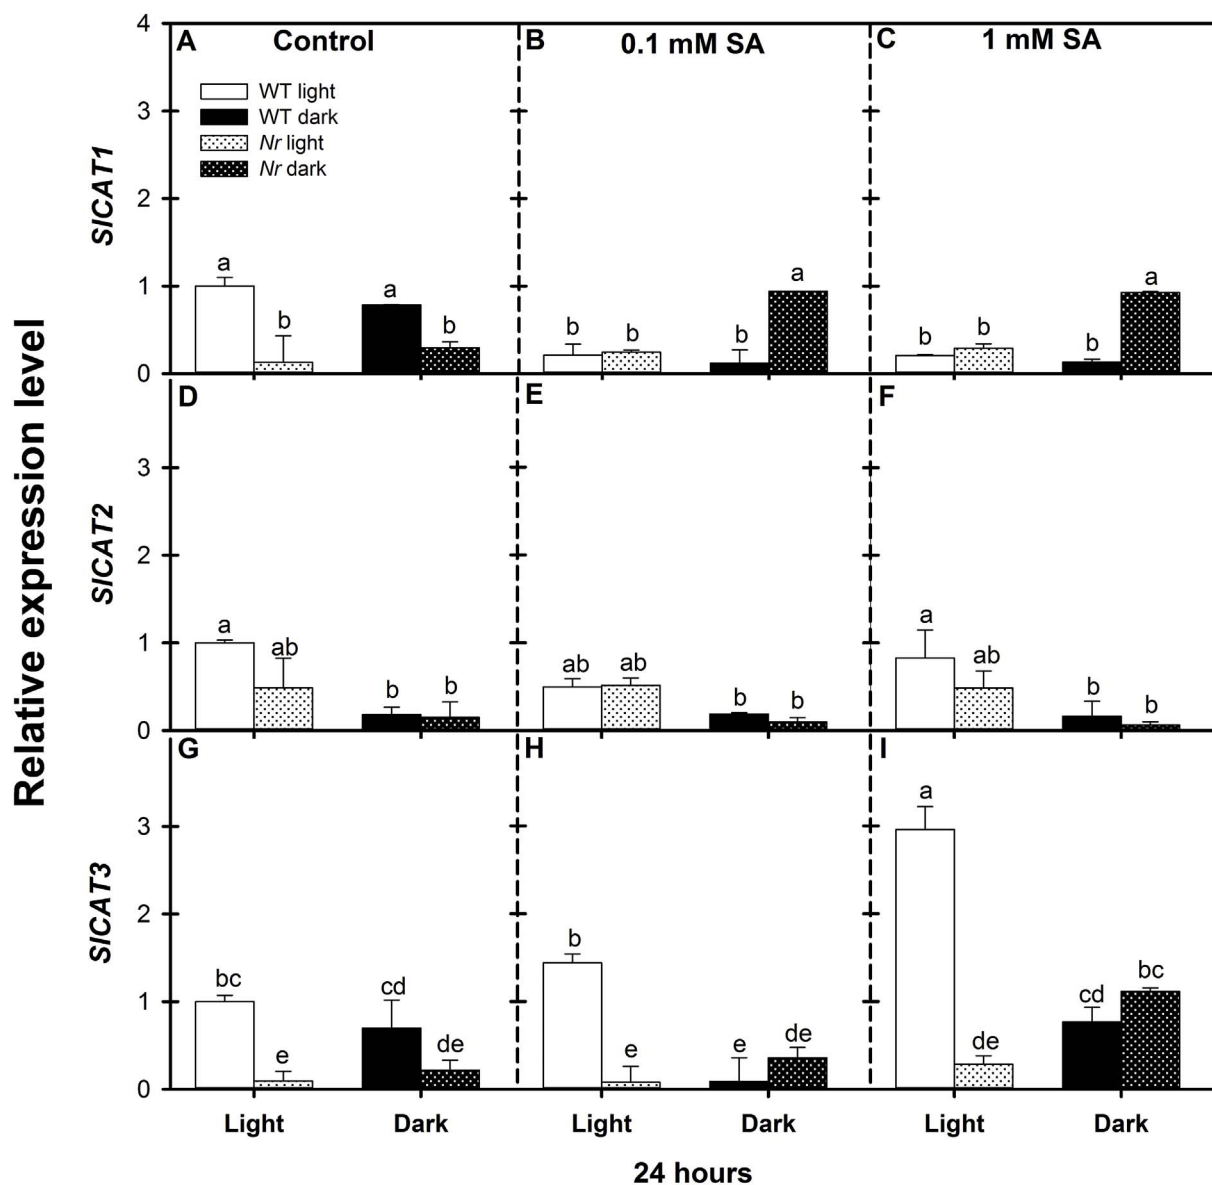 4
A Control
B 0.1 mM SA
C 1 mM SA
WT light
WT dark
Nr light
Nr dark
3
2
1
0
SlCAT1
a
b
a
b
b
b
b
a
b
b
b
a
D
E
F
3
2
1
0
SlCAT2
a
ab
b
b
ab
ab
b
b
a
ab
b
b
G
H
I
3
2
1
0
SlCAT3
bc
e
cd
de
b
e
e
de
a
de
cd
bc
Relative expression level
Light
Dark
Light
Dark
Light
Dark
24 hours